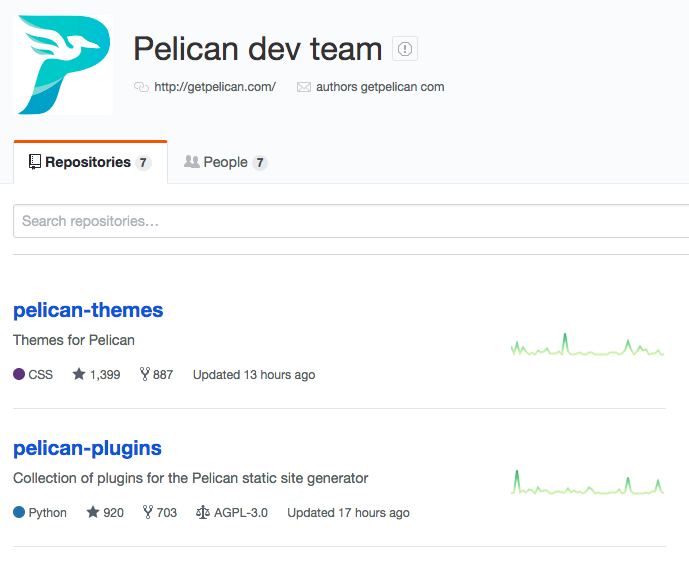 Pelican dev team
http://getpelican.com/ authors getpelican com
Repositories 7 People 7
Search repositories...
pelican-themes
Themes for Pelican
CSS 1,399 887 Updated 13 hours ago
pelican-plugins
Collection of plugins for the Pelican static site generator
Python 920 703 AGPL-3.0 Updated 17 hours ago